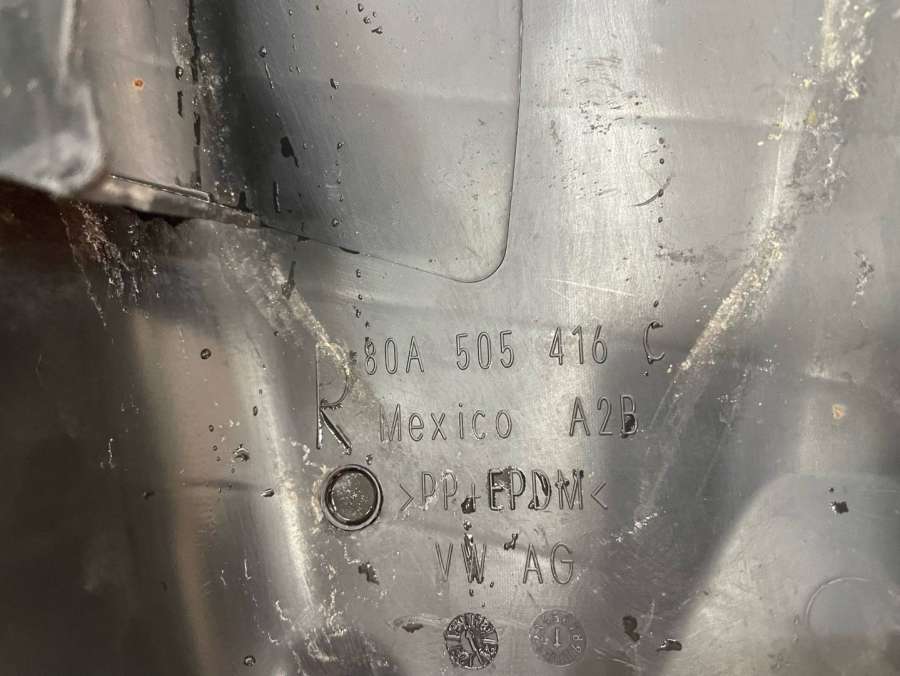 80A 505 416 C
R
Mexico A2B
>PP+EPDM<
VW AG